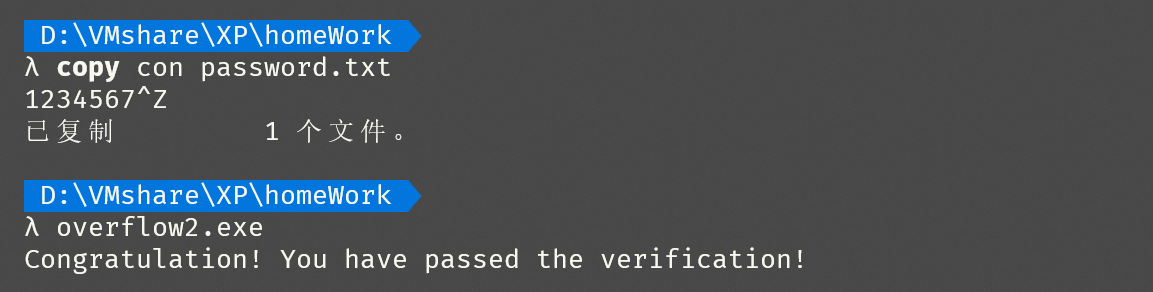 D:\VMshare\XP\homeWork
λ copy con password.txt
1234567^Z
已复制         1 个文件。
D:\VMshare\XP\homeWork
λ overflow2.exe
Congratulation! You have passed the verification!